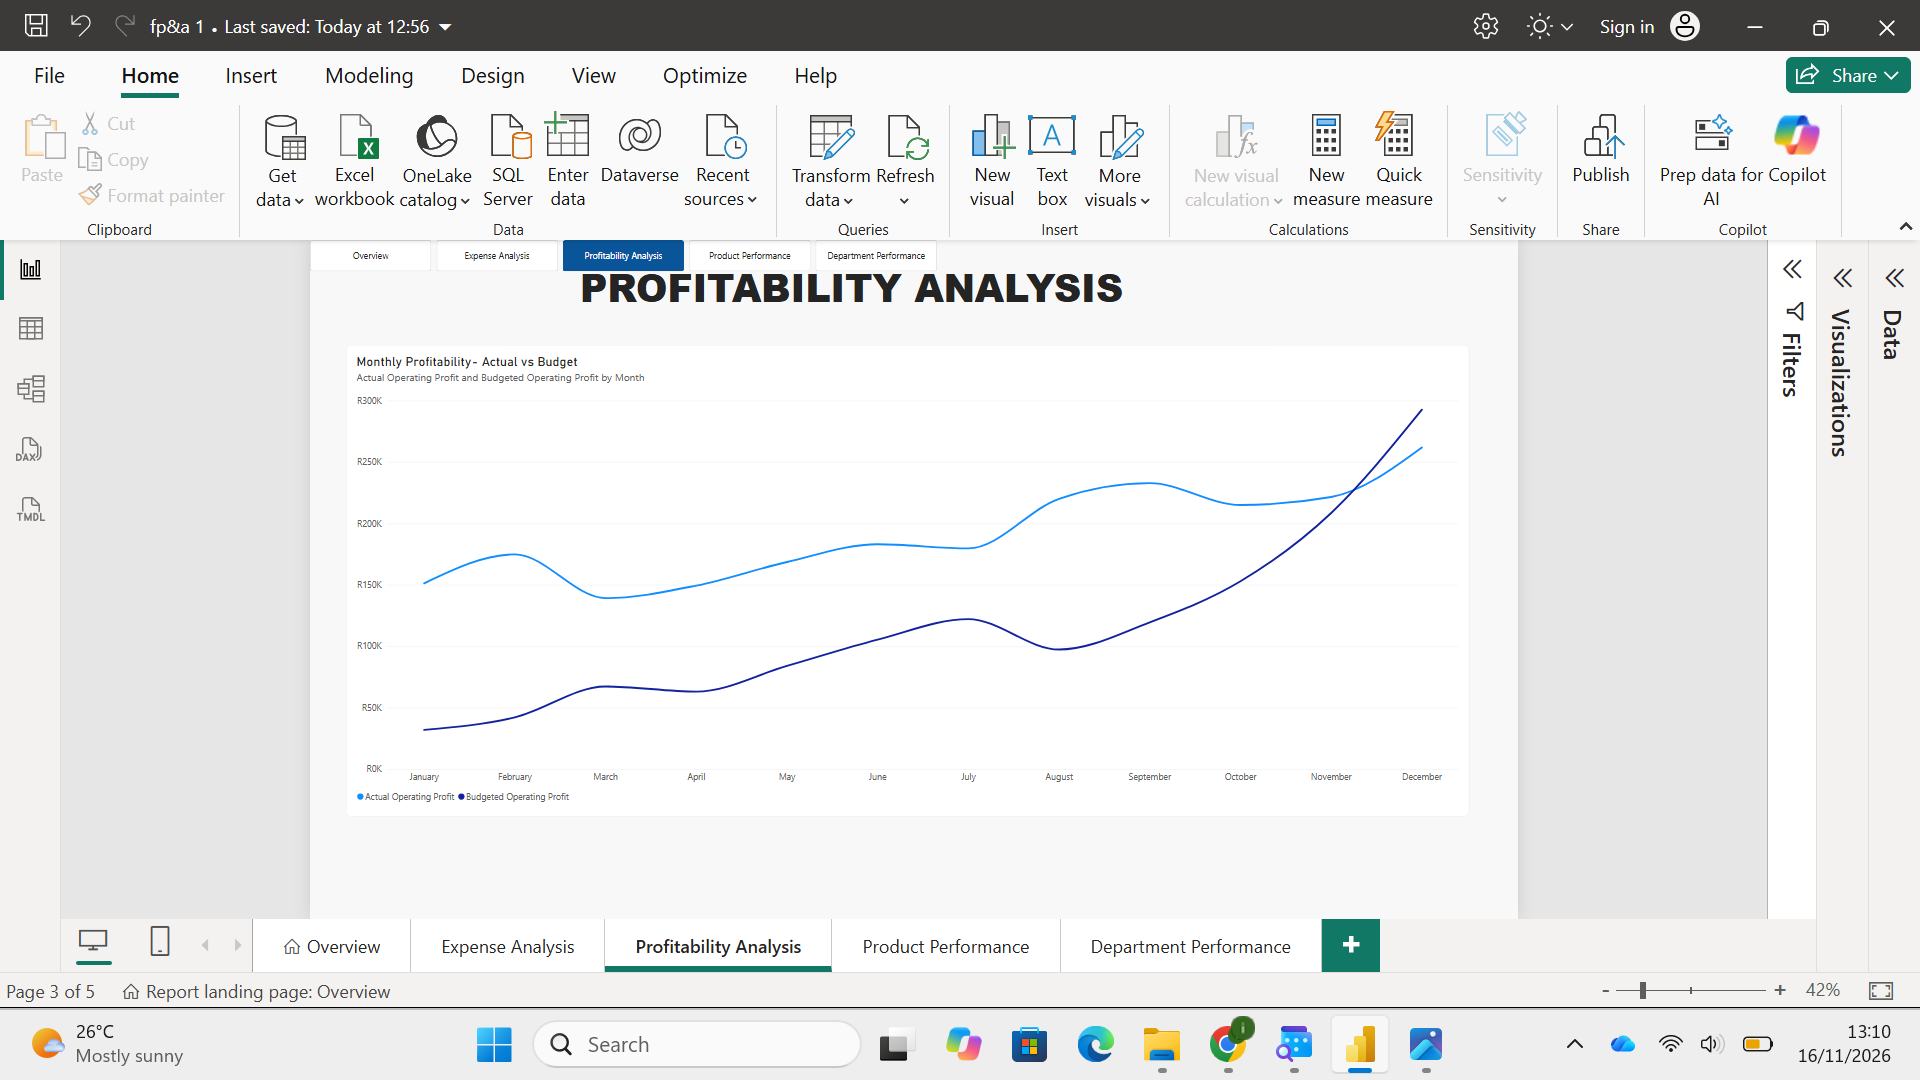 fp&a 1 • Last saved: Today at 12:56
Sign in
File Home Insert Modeling Design View Optimize Help
Share
Paste
Cut
Copy
Format painter
Clipboard
Get data
Excel workbook
OneLake catalog
SQL Server
Enter data
Dataverse
Recent sources
Data
Transform data
Refresh
Queries
New visual
Text box
More visuals
Insert
New visual calculation
New measure
Quick measure
Calculations
Sensitivity
Sensitivity
Publish
Share
Prep data for AI
Copilot
Copilot
DAX
TMDL
Overview
Expense Analysis
Profitability Analysis
Product Performance
Department Performance
PROFITABILITY ANALYSIS
Monthly Profitability- Actual vs Budget
Actual Operating Profit and Budgeted Operating Profit by Month
R300K
R250K
R200K
R150K
R100K
R50K
R0K
January February March April May June July August September October November December
Actual Operating Profit Budgeted Operating Profit
Filters
Visualizations
Data
Overview
Expense Analysis
Profitability Analysis
Product Performance
Department Performance
Page 3 of 5
Report landing page: Overview
- + 42%
26°C
Mostly sunny
Search
13:10
16/11/2026